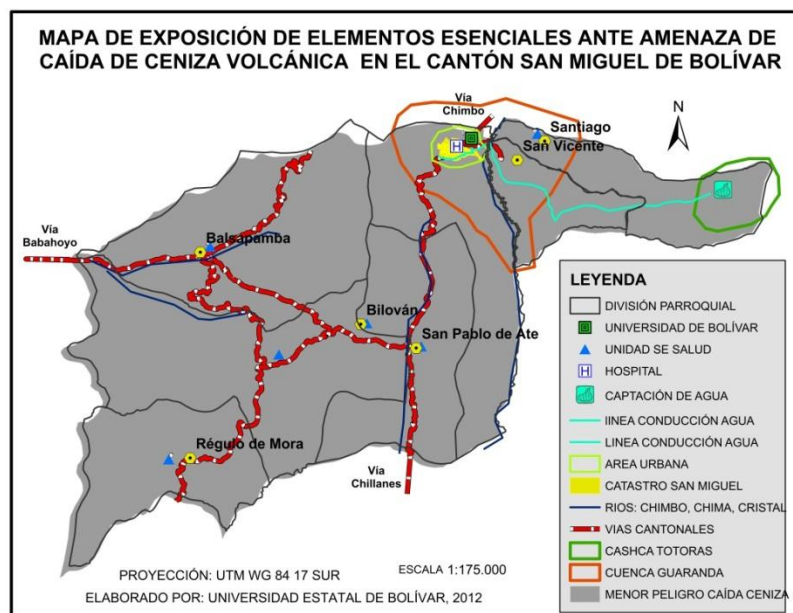 MAPA DE EXPOSICIÓN DE ELEMENTOS ESENCIALES ANTE AMENAZA DE
CAÍDA DE CENIZA VOLCÁNICA EN EL CANTÓN SAN MIGUEL DE BOLÍVAR
Vía
Chimbo
N
Santiago
San Vicente
H
Vía
Babahoyo
Balsapamba
Bilován
San Pablo de Ate
Régulo de Mora
Vía
Chillanes
LEYENDA
DIVISIÓN PARROQUIAL
UNIVERSIDAD DE BOLÍVAR
UNIDAD SE SALUD
H HOSPITAL
CAPTACIÓN DE AGUA
lINEA CONDUCCIÓN AGUA
LINEA CONDUCCIÓN AGUA
AREA URBANA
CATASTRO SAN MIGUEL
RIOS: CHIMBO, CHIMA, CRISTAL
VIAS CANTONALES
CASHCA TOTORAS
CUENCA GUARANDA
MENOR PELIGRO CAÍDA CENIZA
PROYECCIÓN: UTM WG 84 17 SUR
ESCALA 1:175.000
ELABORADO POR: UNIVERSIDAD ESTATAL DE BOLÍVAR, 2012